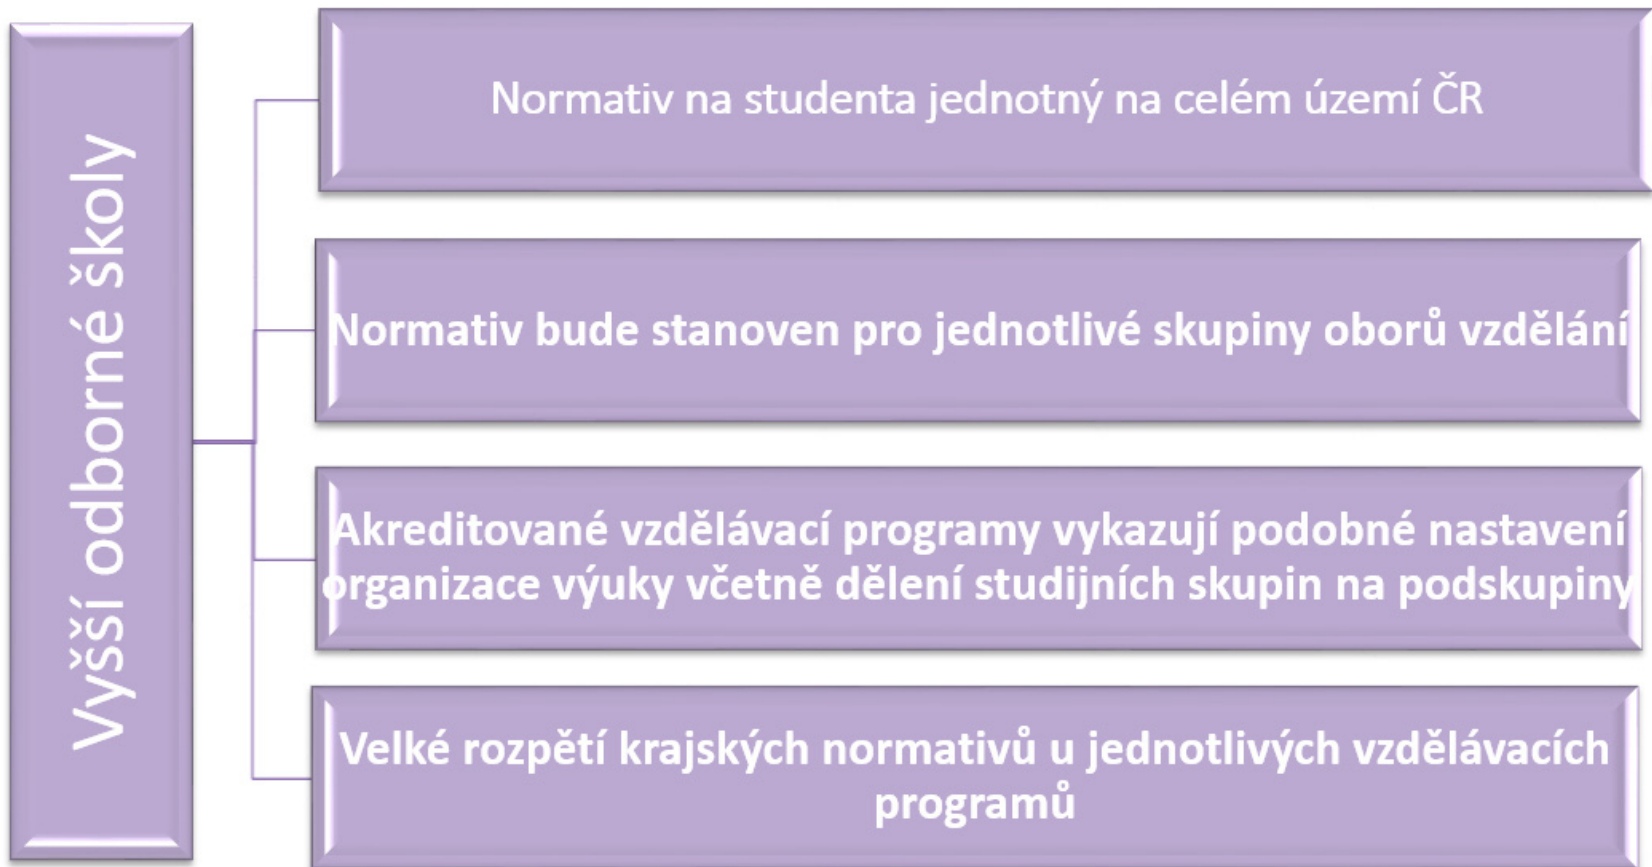 Vyšší odborné školy
Normativ na studenta jednotný na celém území ČR
Normativ bude stanoven pro jednotlivé skupiny oborů vzdělání
Akreditované vzdělávací programy vykazují podobné nastavení
organizace výuky včetně dělení studijních skupin na podskupiny
Velké rozpětí krajských normativů u jednotlivých vzdělávacích
programů